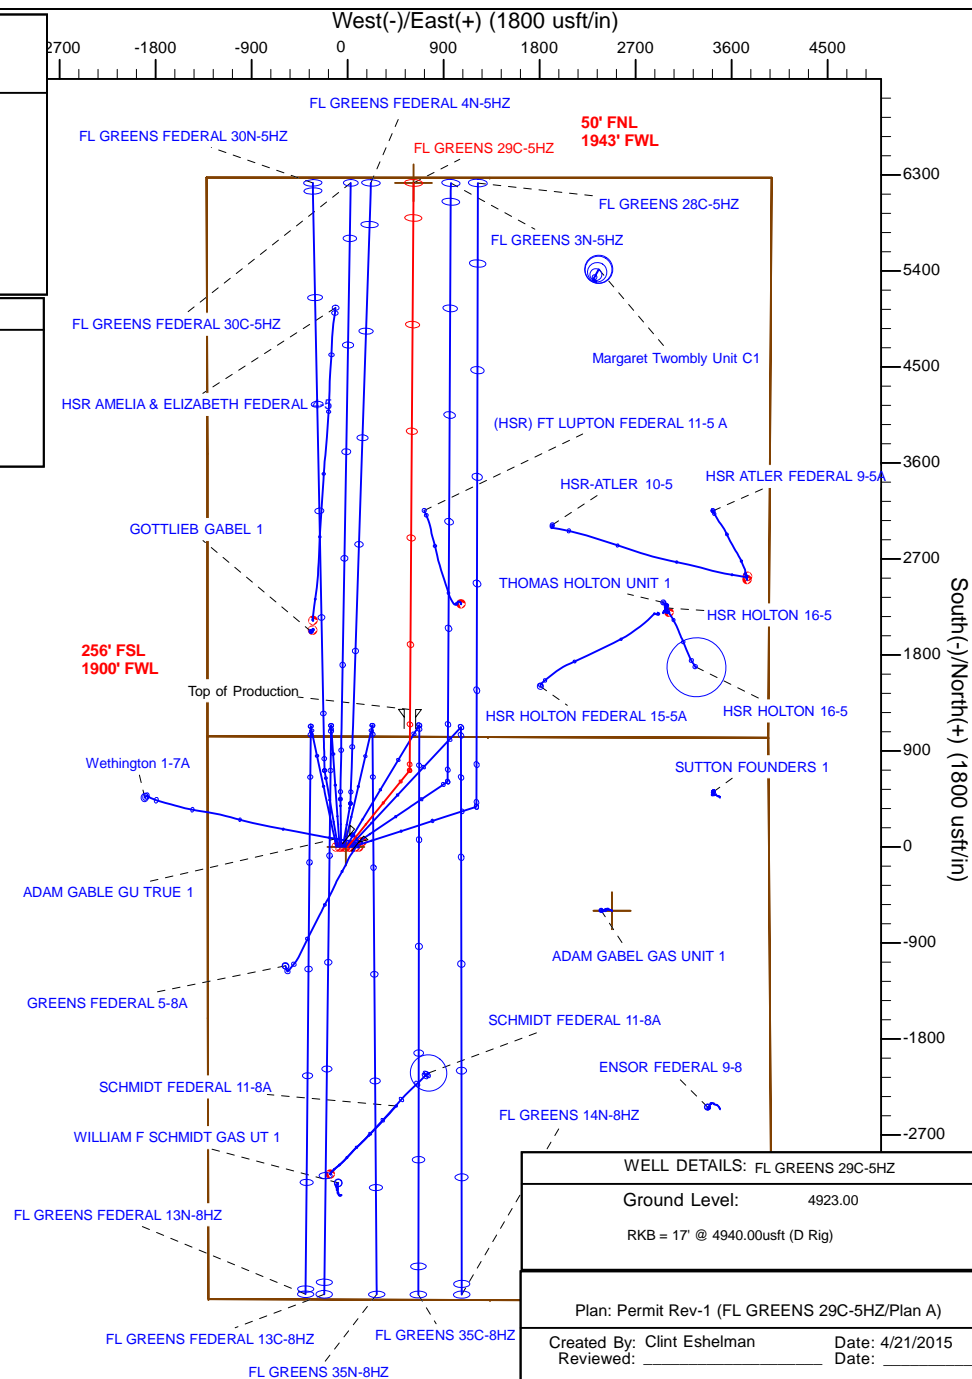 West(-)/East(+) (1800 usft/in)
2700 -1800 -900 0 900 1800 2700 3600 4500
FL GREENS FEDERAL 4N-5HZ
50' FNL
1943' FWL
FL GREENS FEDERAL 30N-5HZ
FL GREENS 29C-5HZ
6300
FL GREENS 28C-5HZ
FL GREENS 3N-5HZ
5400
FL GREENS FEDERAL 30C-5HZ
Margaret Twombly Unit C1
4500
HSR AMELIA & ELIZABETH FEDERAL 4-5
(HSR) FT LUPTON FEDERAL 11-5 A
3600
HSR-ATLER 10-5
HSR ATLER FEDERAL 9-5A
GOTTLIEB GABEL 1
2700
THOMAS HOLTON UNIT 1
HSR HOLTON 16-5
South(-)/North(+) (1800 usft/in)
256' FSL
1900' FWL
1800
Top of Production
HSR HOLTON FEDERAL 15-5A
HSR HOLTON 16-5
900
Wethington 1-7A
SUTTON FOUNDERS 1
0
ADAM GABLE GU TRUE 1
-900
ADAM GABEL GAS UNIT 1
GREENS FEDERAL 5-8A
SCHMIDT FEDERAL 11-8A
-1800
ENSOR FEDERAL 9-8
SCHMIDT FEDERAL 11-8A
FL GREENS 14N-8HZ
WILLIAM F SCHMIDT GAS UT 1
-2700
WELL DETAILS: FL GREENS 29C-5HZ
Ground Level: 4923.00
FL GREENS FEDERAL 13N-8HZ
RKB = 17' @ 4940.00usft (D Rig)
Plan: Permit Rev-1 (FL GREENS 29C-5HZ/Plan A)
FL GREENS FEDERAL 13C-8HZ
FL GREENS 35C-8HZ
Created By: Clint Eshelman Date: 4/21/2015
Reviewed: ____________ Date: ________
FL GREENS 35N-8HZ